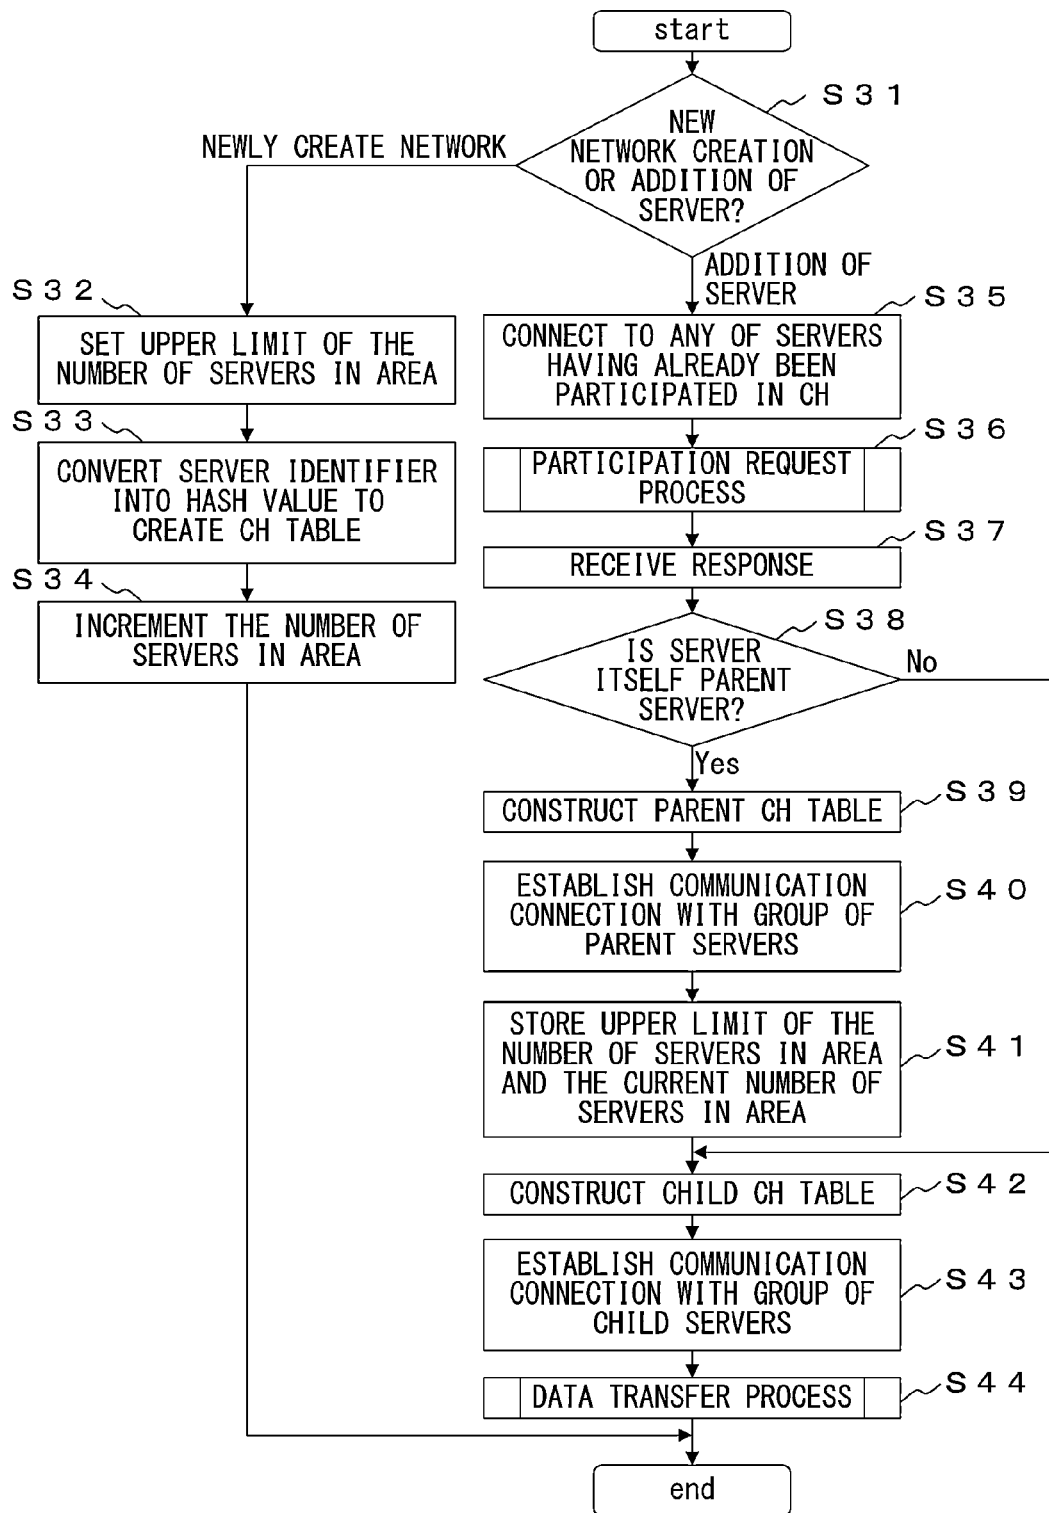 start
S31
NEW
NETWORK CREATION
OR ADDITION OF
SERVER?
NEWLY CREATE NETWORK
ADDITION OF
SERVER
S32
SET UPPER LIMIT OF THE
NUMBER OF SERVERS IN AREA
S33
CONVERT SERVER IDENTIFIER
INTO HASH VALUE TO
CREATE CH TABLE
S34
INCREMENT THE NUMBER OF
SERVERS IN AREA
S35
CONNECT TO ANY OF SERVERS
HAVING ALREADY BEEN
PARTICIPATED IN CH
S36
PARTICIPATION REQUEST
PROCESS
S37
RECEIVE RESPONSE
S38
IS SERVER
ITSELF PARENT
SERVER?
No
Yes
S39
CONSTRUCT PARENT CH TABLE
S40
ESTABLISH COMMUNICATION
CONNECTION WITH GROUP OF
PARENT SERVERS
S41
STORE UPPER LIMIT OF THE
NUMBER OF SERVERS IN AREA
AND THE CURRENT NUMBER OF
SERVERS IN AREA
S42
CONSTRUCT CHILD CH TABLE
S43
ESTABLISH COMMUNICATION
CONNECTION WITH GROUP OF
CHILD SERVERS
S44
DATA TRANSFER PROCESS
end